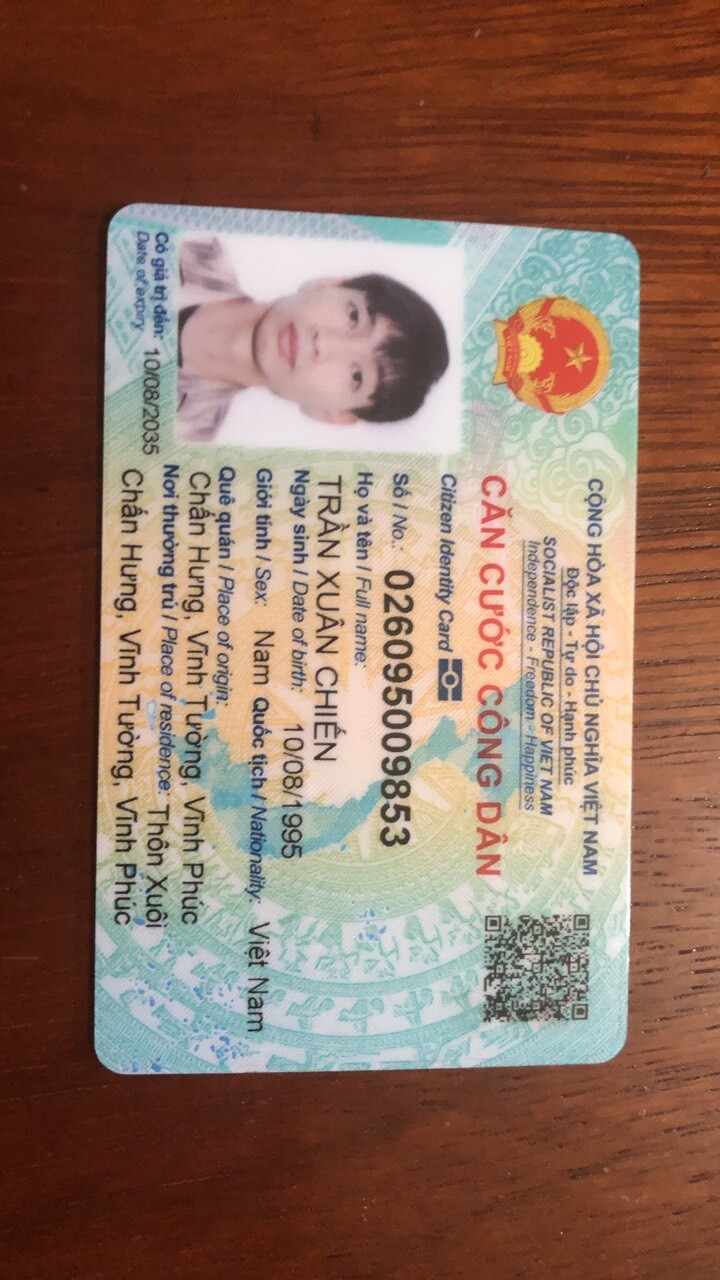 CỘNG HÒA XÃ HỘI CHỦ NGHĨA VIỆT NAM
Độc lập - Tự do - Hạnh phúc
SOCIALIST REPUBLIC OF VIET NAM
Independence - Freedom - Happiness
CĂN CƯỚC CÔNG DÂN
Citizen Identity Card
Số / No.: 026095009853
Họ và tên / Full name:
TRẦN XUÂN CHIẾN
Ngày sinh / Date of birth: 10/08/1995
Giới tính / Sex: Nam Quốc tịch / Nationality: Việt Nam
Quê quán / Place of origin:
Chấn Hưng, Vĩnh Tường, Vĩnh Phúc
Nơi thường trú / Place of residence: Thôn Xuôi
Chấn Hưng, Vĩnh Tường, Vĩnh Phúc
Có giá trị đến: 10/08/2035
Date of expiry